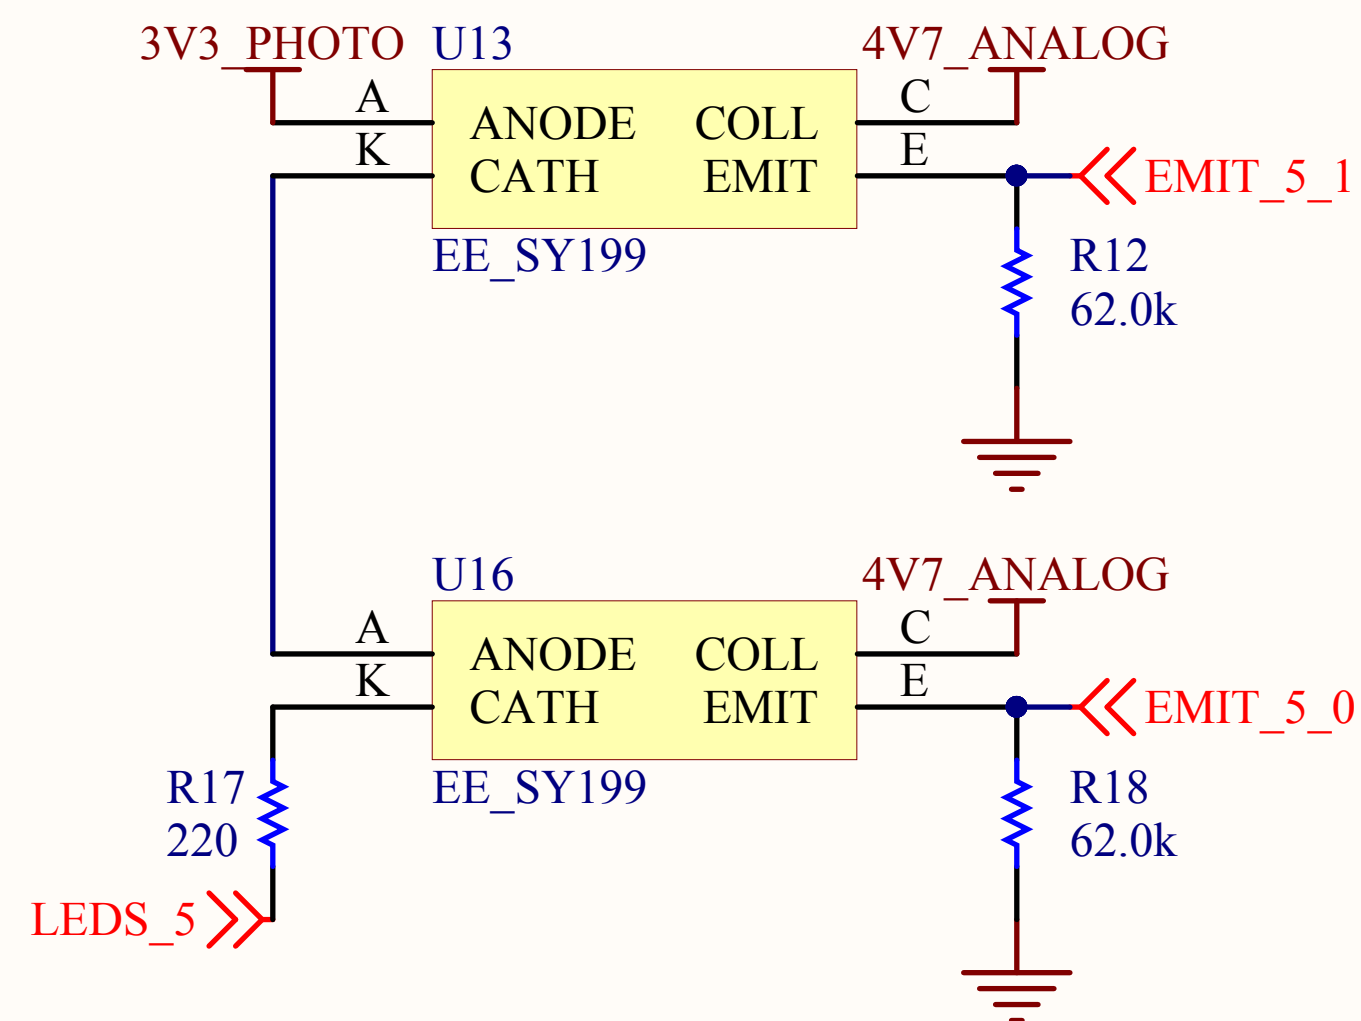 3V3_PHOTO U13 4V7_ANALOG
A ANODE COLL C
K CATH EMIT E EMIT_5_1
EE_SY199 R12
62.0k
U16 4V7_ANALOG
A ANODE COLL C
K CATH EMIT E EMIT_5_0
R17 EE_SY199 R18
220 62.0k
LEDS_5